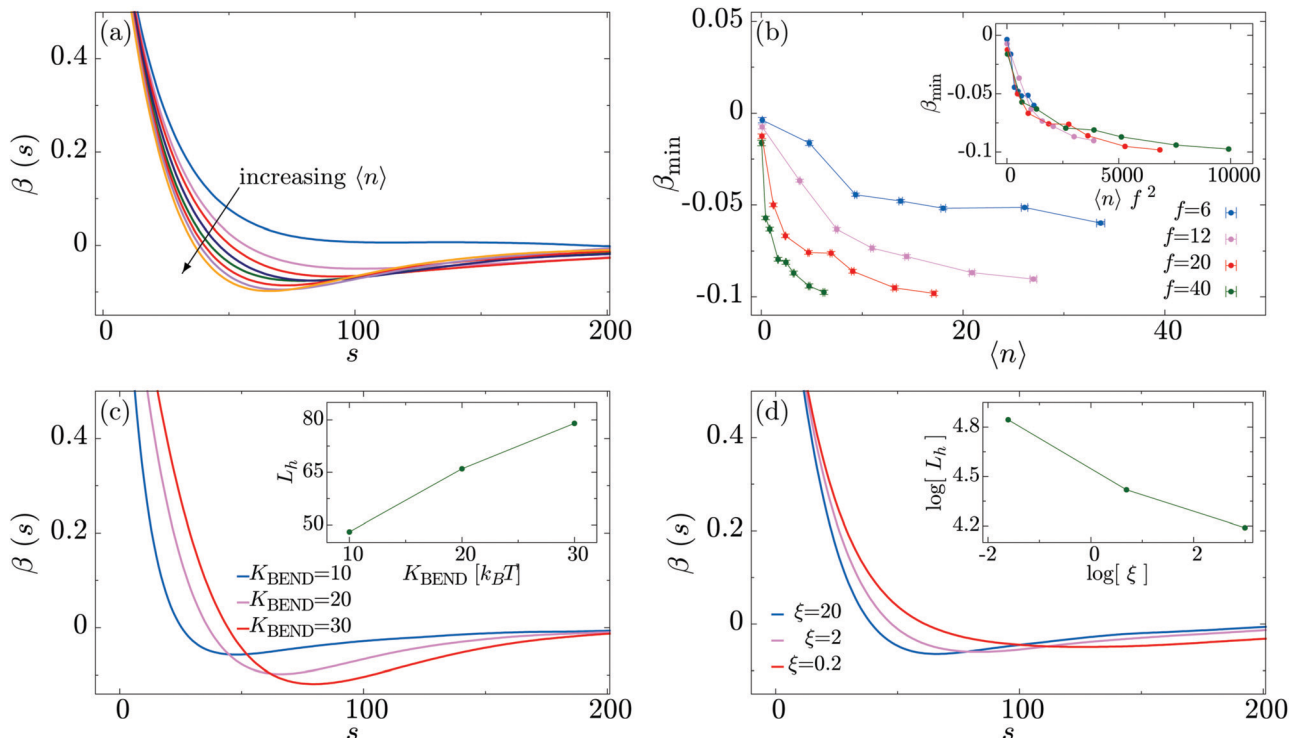 (a)
β (s)
0.4
0.2
0
increasing ⟨n⟩
0
100
200
s
(b)
β_min
0.05
0
-0.05
-0.1
0
20
40
⟨n⟩
β_min
0
-0.05
-0.1
0
5000
10000
⟨n⟩ f ²
f=6
f=12
f=20
f=40
(c)
β (s)
0.4
0.2
0
L_h
80
65
50
10
20
30
K_BEND [k_BT]
K_BEND=10
K_BEND=20
K_BEND=30
0
100
200
s
(d)
β (s)
0.4
0.2
0
log[ L_h ]
4.8
4.5
4.2
-2
0
2
log[ ξ ]
ξ=20
ξ=2
ξ=0.2
0
50
100
150
200
s